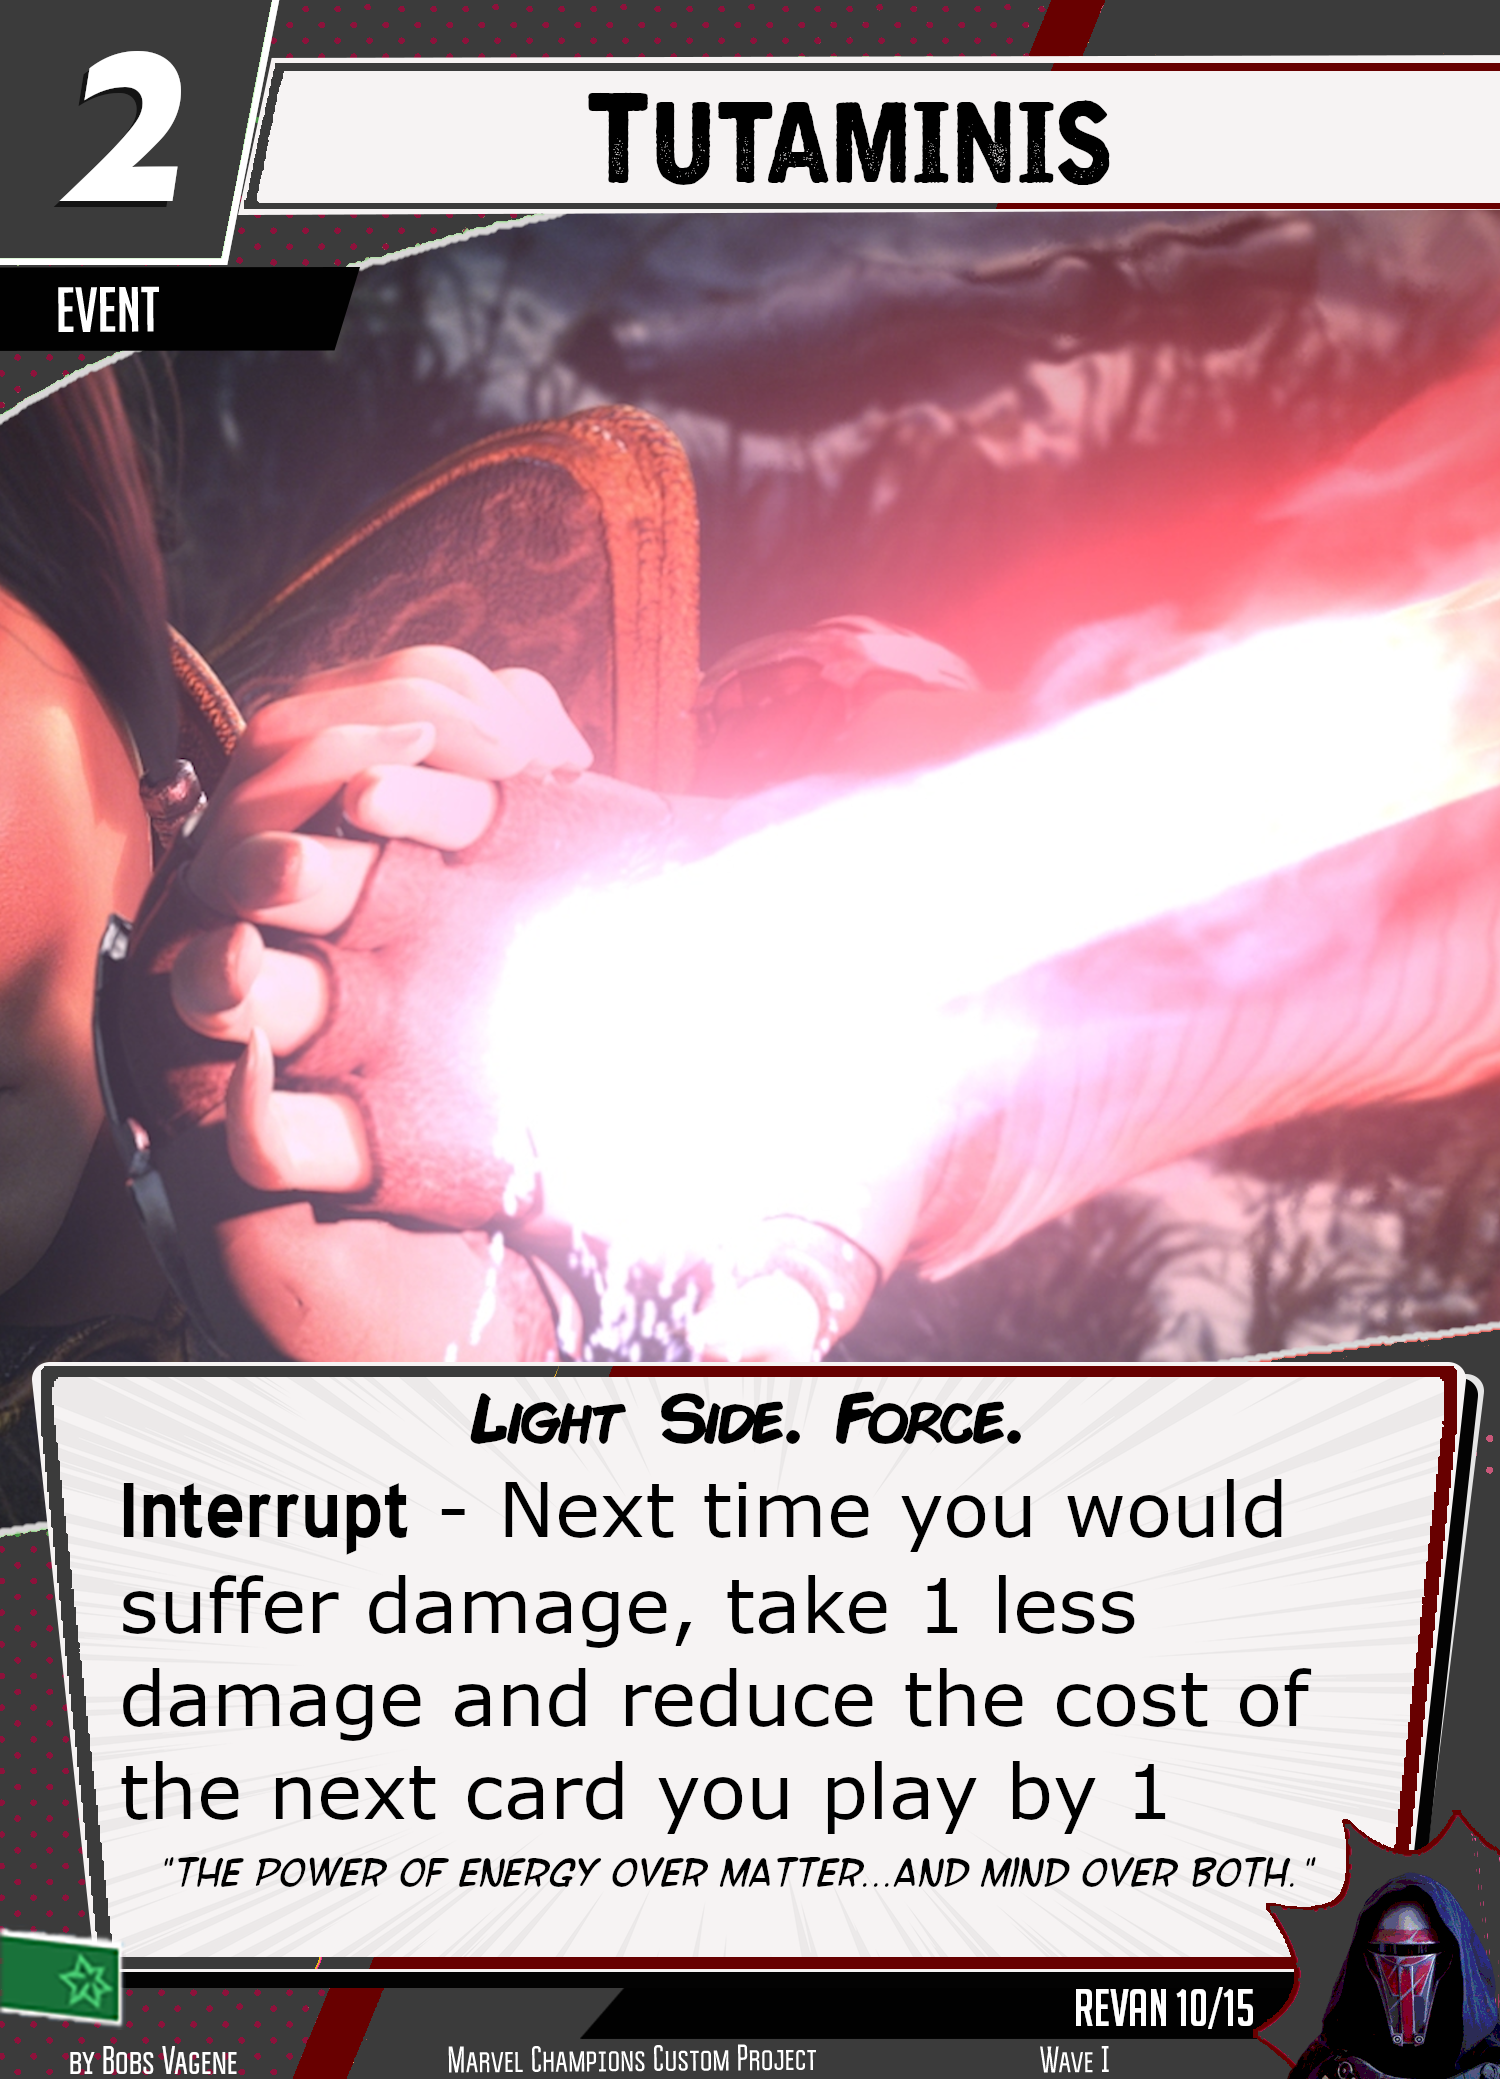 2
TUTAMINIS
EVENT
LIGHT SIDE. FORCE.
Interrupt - Next time you would
suffer damage, take 1 less
damage and reduce the cost of
the next card you play by 1
"THE POWER OF ENERGY OVER MATTER...AND MIND OVER BOTH."
REVAN 10/15
BY BOBS VAGENE
MARVEL CHAMPIONS CUSTOM PROJECT
WAVE I